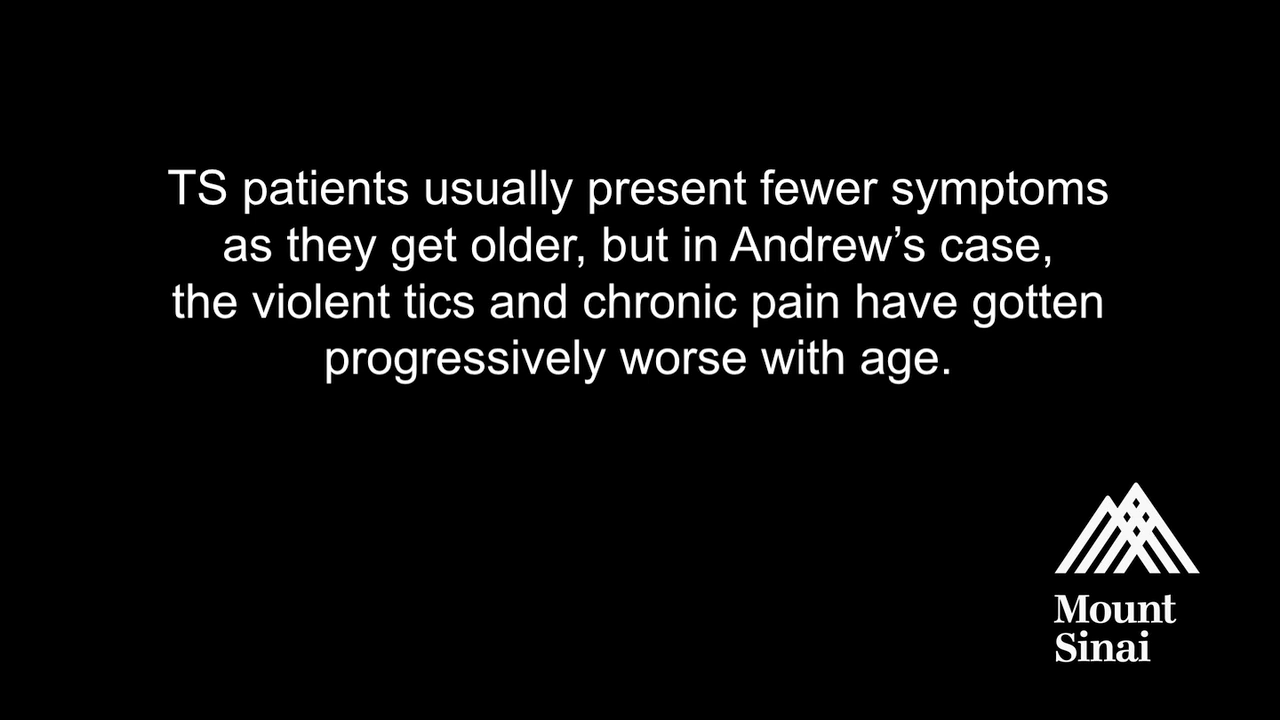 TS patients usually present fewer symptoms
as they get older, but in Andrew’s case,
the violent tics and chronic pain have gotten
progressively worse with age.
Mount
Sinai